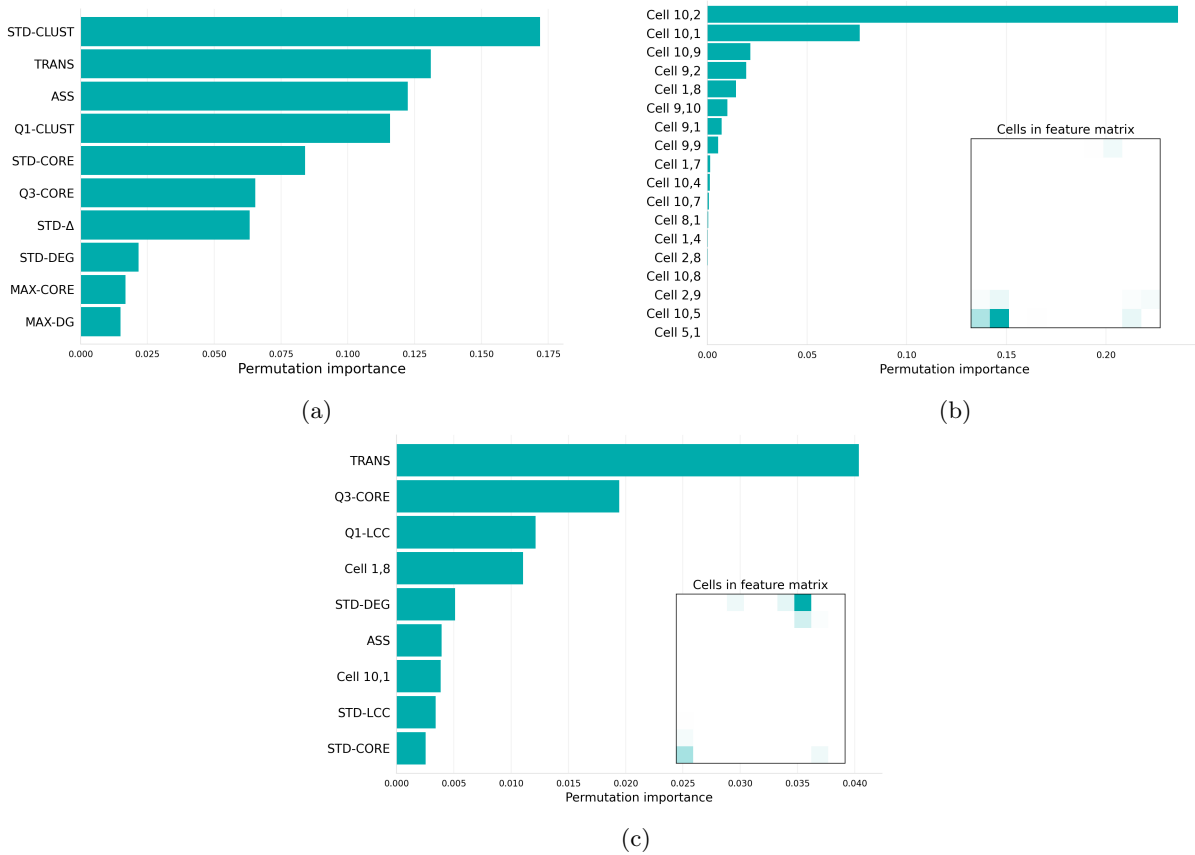 STD-CLUST
TRANS
ASS
Q1-CLUST
STD-CORE
Q3-CORE
STD-Δ
STD-DEG
MAX-CORE
MAX-DG
0.000 0.025 0.050 0.075 0.100 0.125 0.150 0.175
Permutation importance
(a)
Cell 10,2
Cell 10,1
Cell 10,9
Cell 9,2
Cell 1,8
Cell 9,10
Cell 9,1
Cell 9,9
Cell 1,7
Cell 10,4
Cell 10,7
Cell 8,1
Cell 1,4
Cell 2,8
Cell 10,8
Cell 2,9
Cell 10,5
Cell 5,1
Cells in feature matrix
0.00 0.05 0.10 0.15 0.20
Permutation importance
(b)
TRANS
Q3-CORE
Q1-LCC
Cell 1,8
STD-DEG
ASS
Cell 10,1
STD-LCC
STD-CORE
Cells in feature matrix
0.000 0.005 0.010 0.015 0.020 0.025 0.030 0.035 0.040
Permutation importance
(c)